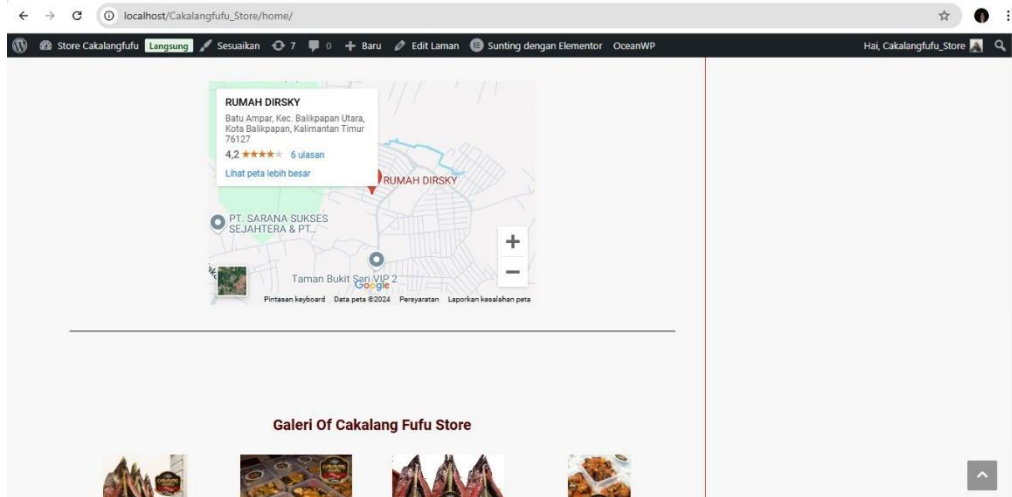 localhost/Cakalangfufu_Store/home/
Store Cakalangfufu Langsung Sesuaikan 7 0 + Baru Edit Laman Sunting dengan Elementor OceanWP Hai, Cakalangfufu_Store
RUMAH DIRSKY
Batu Ampar, Kec. Balikpapan Utara,
Kota Balikpapan, Kalimantan Timur
76127
4,2 ★★★★★ 6 ulasan
Lihat peta lebih besar
RUMAH DIRSKY
PT. SARANA SUKSES
SEJAHTERA & PT...
Taman Bukit Sari VIP 2
Google
Pintasan keyboard Data peta ©2024 Persyaratan Laporkan kesalahan peta
Galeri Of Cakalang Fufu Store